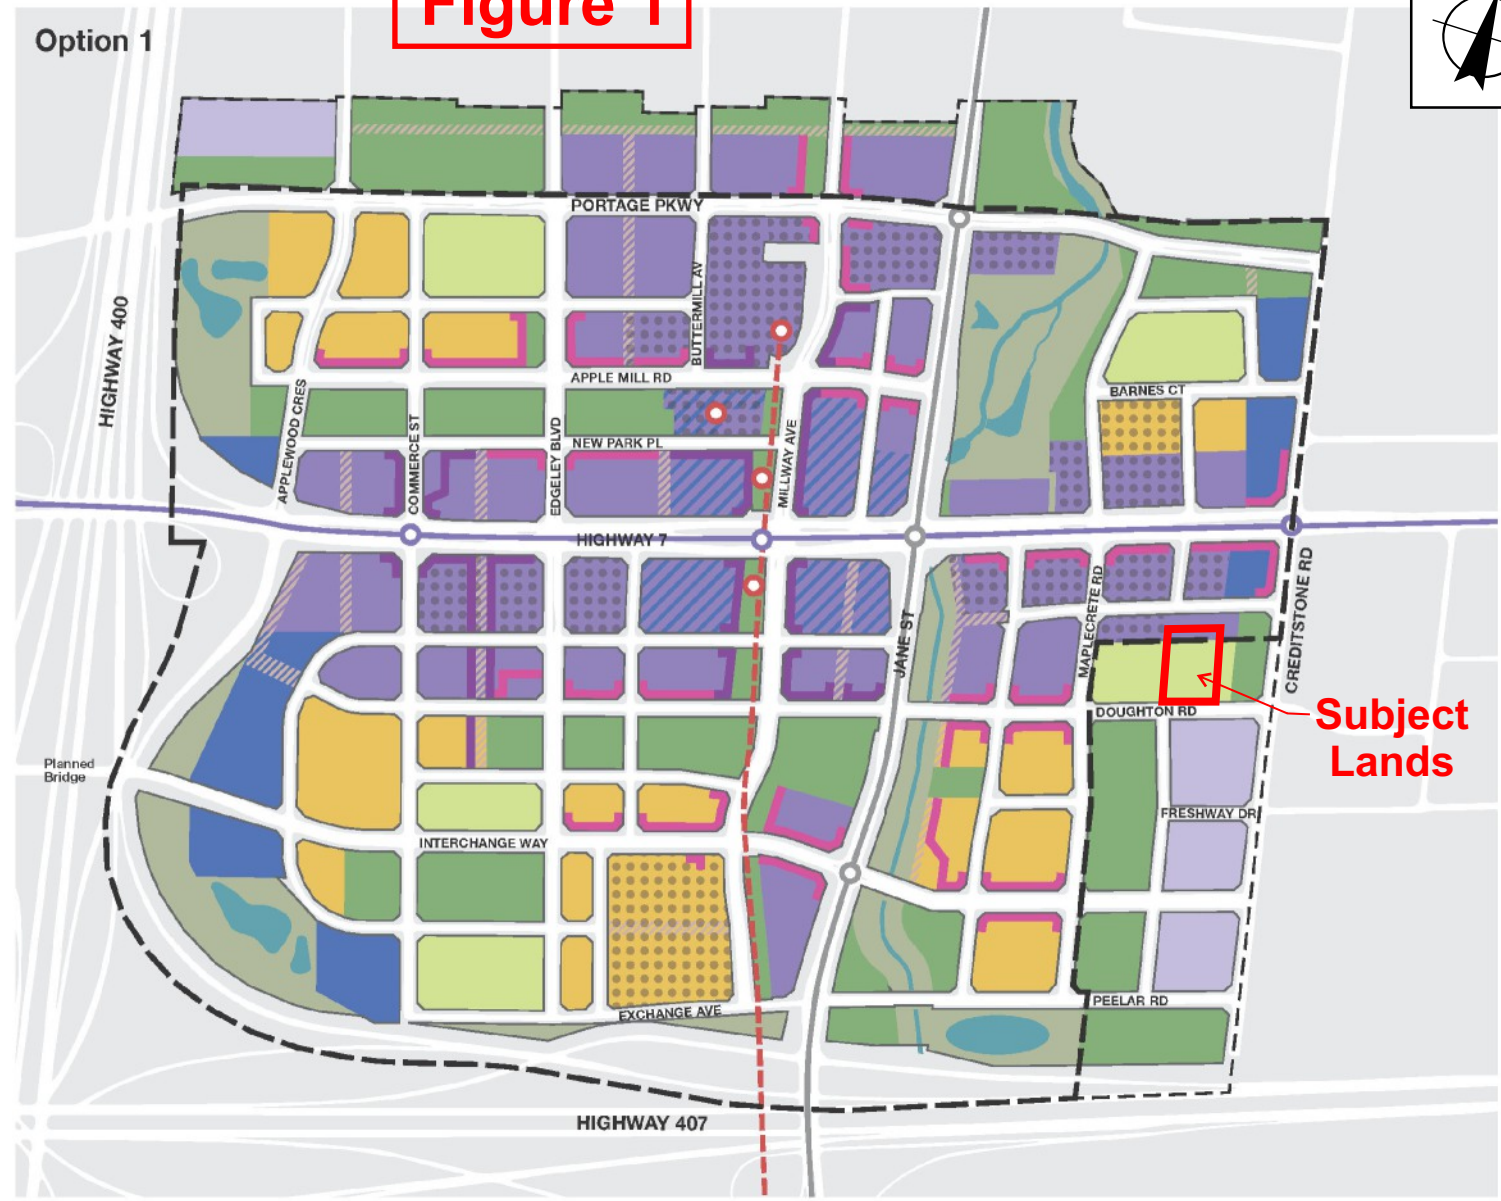 Figure 1
Option 1
PORTAGE PKWY
HIGHWAY 400
BUTTERMILL AV
APPLE MILL RD
BARNES CT
APPLEWOOD CRES
COMMERCE ST
EDGELEY BLVD
NEW PARK PL
MILLWAY AVE
HIGHWAY 7
JANE ST
MAPLECRETE RD
CREDITSTONE RD
DOUGHTON RD
Subject
Lands
Planned
Bridge
FRESHWAY DR
INTERCHANGE WAY
EXCHANGE AVE
PEELAR RD
HIGHWAY 407